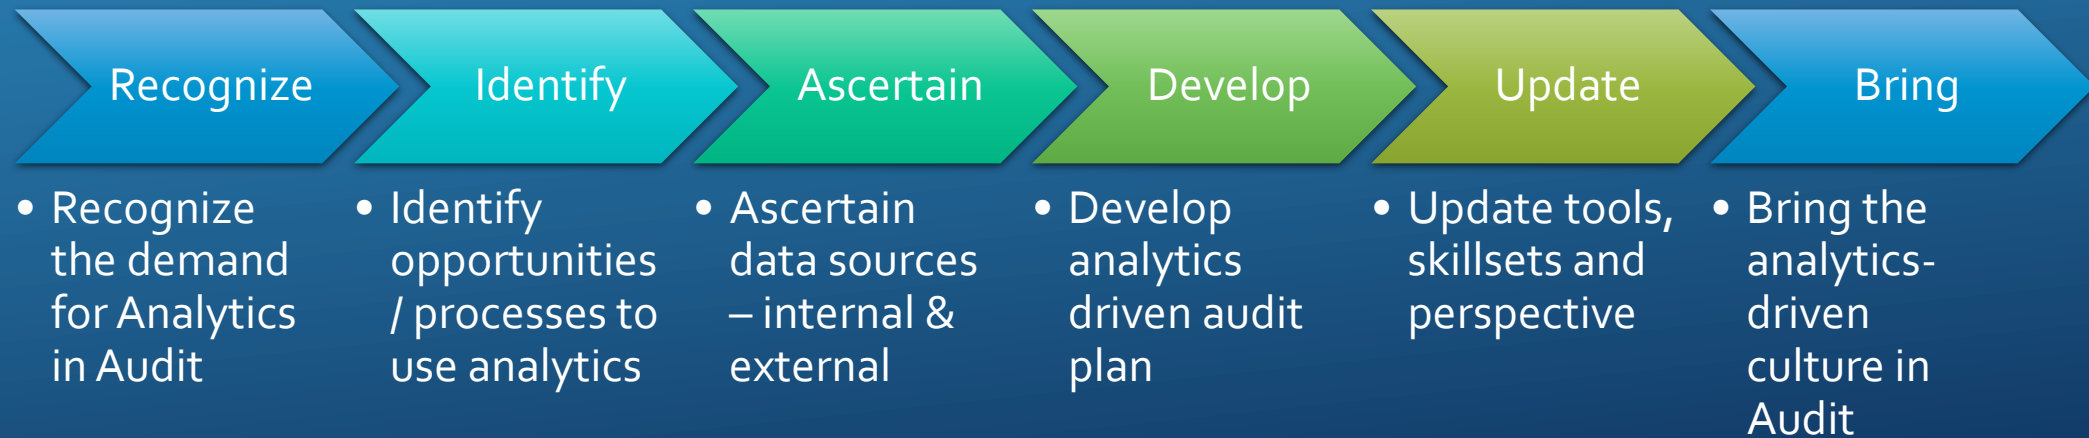 Recognize
Identify
Ascertain
Develop
Update
Bring
• Recognize
the demand
for Analytics
in Audit
• Identify
opportunities
/ processes to
use analytics
• Ascertain
data sources
– internal &
external
• Develop
analytics
driven audit
plan
• Update tools,
skillsets and
perspective
• Bring the
analytics-
driven
culture in
Audit